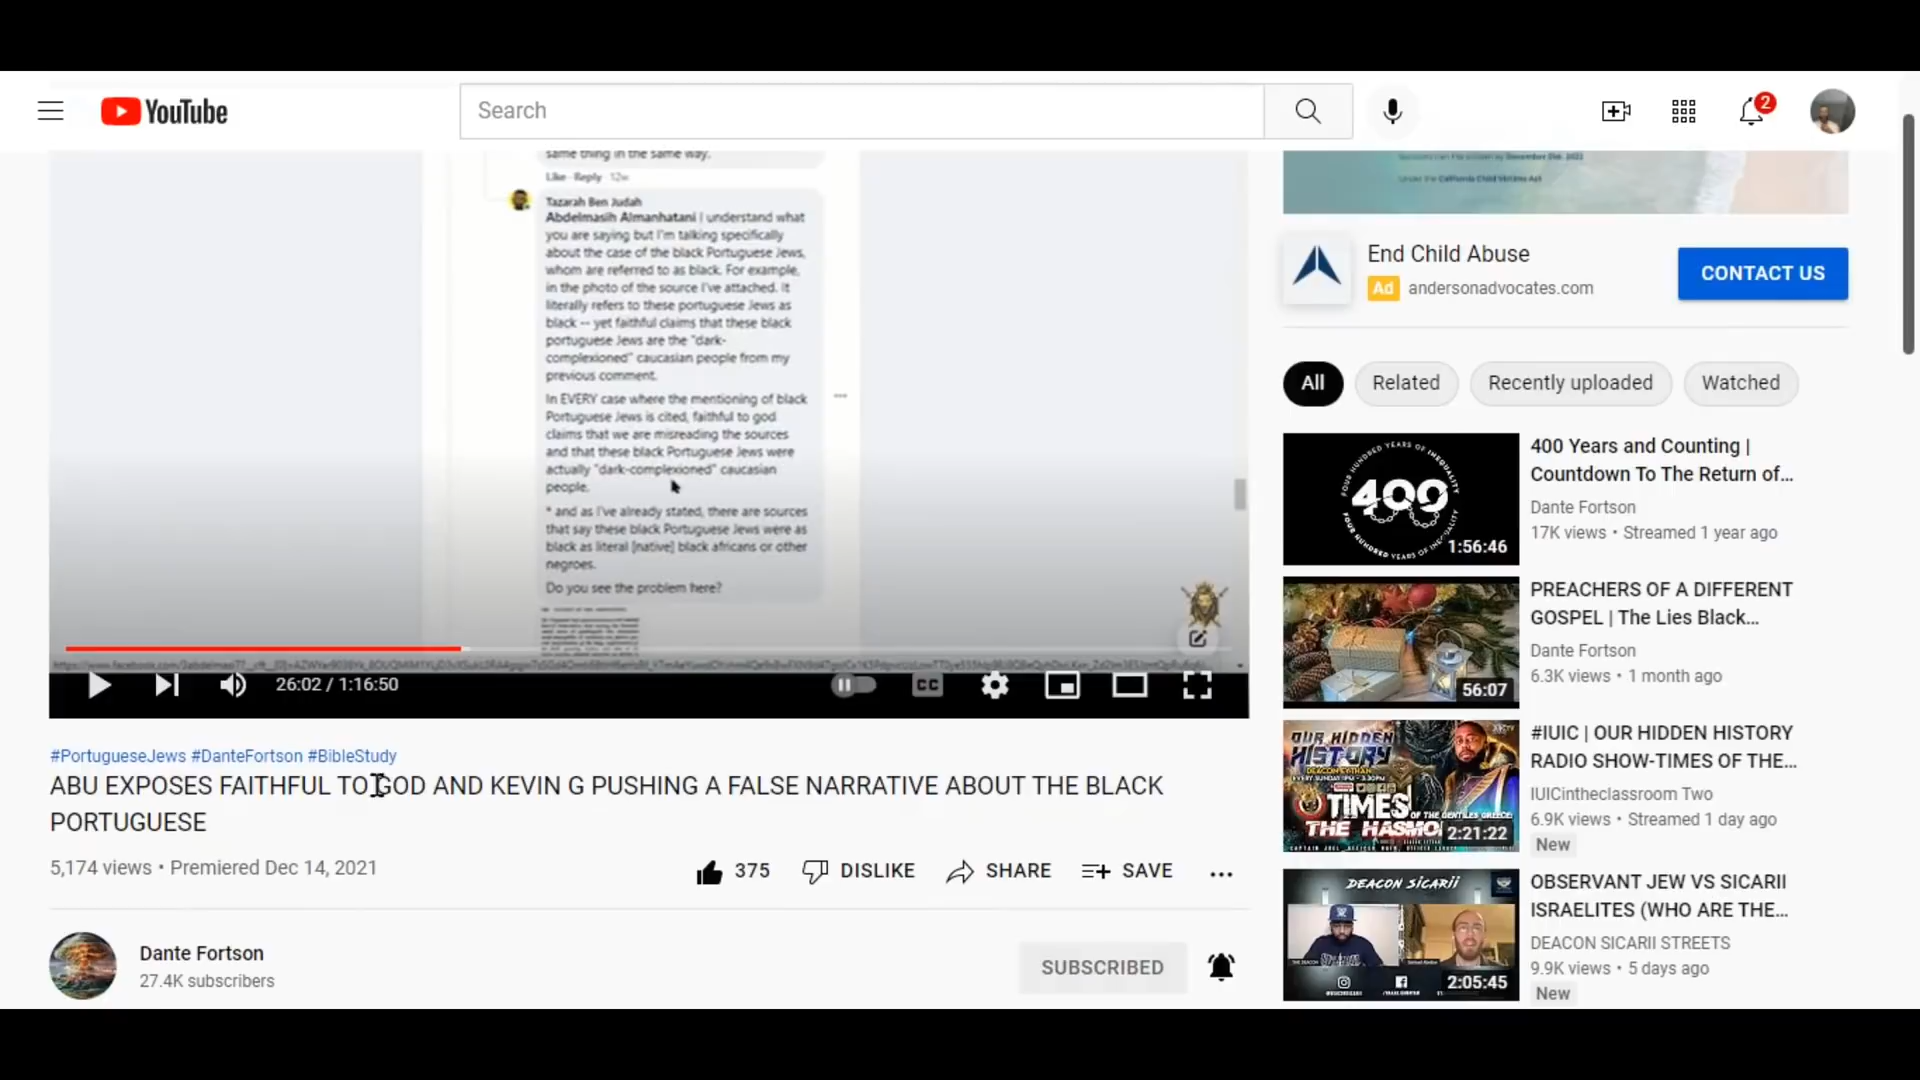 YouTube
Search
2
same thing in the same way.
Like · Reply · 12w
Tazarah Ben Judah
Abdelmasih Almanhatani I understand what
you are saying but I'm talking specifically
about the case of the black Portuguese Jews,
whom are referred to as black. For example,
in the photo of the source I've attached. It
literally refers to these portuguese Jews as
black -- yet faithful claims that these black
portuguese Jews are the "dark-
complexioned" caucasian people from my
previous comment.
In EVERY case where the mentioning of black
Portuguese Jews is cited, faithful to god
claims that we are misreading the sources
and that these black Portuguese Jews were
actually "dark-complexioned" caucasian
people.
* and as I've already stated, there are sources
that say these black Portuguese Jews were as
black as literal [native] black africans or other
negroes.
Do you see the problem here?
26:02 / 1:16:50
CC
#PortugueseJews #DanteFortson #BibleStudy
ABU EXPOSES FAITHFUL TO GOD AND KEVIN G PUSHING A FALSE NARRATIVE ABOUT THE BLACK
PORTUGUESE
5,174 views • Premiered Dec 14, 2021
375
DISLIKE
SHARE
SAVE
Dante Fortson
27.4K subscribers
SUBSCRIBED
Under the California Child Victims Act
End Child Abuse
Ad andersonadvocates.com
CONTACT US
All
Related
Recently uploaded
Watched
400
1:56:46
400 Years and Counting |
Countdown To The Return of...
Dante Fortson
17K views • Streamed 1 year ago
56:07
PREACHERS OF A DIFFERENT
GOSPEL | The Lies Black...
Dante Fortson
6.3K views • 1 month ago
OUR HIDDEN
HISTORY
TIMES
OF THE GENTILES GREECE:
THE HASMO
2:21:22
#IUIC | OUR HIDDEN HISTORY
RADIO SHOW-TIMES OF THE...
IUICintheclassroom Two
6.9K views • Streamed 1 day ago
New
DEACON SICARII
2:05:45
OBSERVANT JEW VS SICARII
ISRAELITES (WHO ARE THE...
DEACON SICARII STREETS
9.9K views • 5 days ago
New